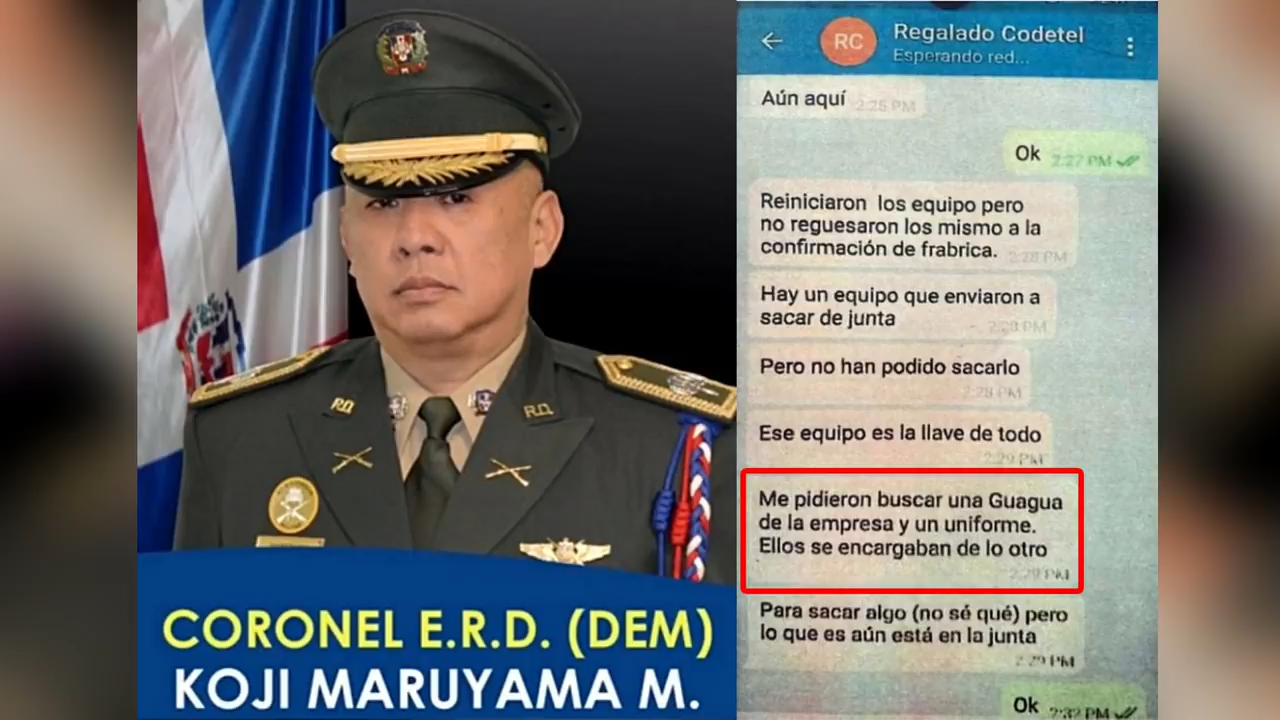 R.D.
R.D.
CORONEL E.R.D. (DEM)
KOJI MARUYAMA M.
RC
Regalado Codetel
Esperando red...
Aún aquí 2:25 PM
Ok 2:27 PM
Reiniciaron los equipo pero
no reguesaron los mismo a la
confirmación de frabrica. 2:28 PM
Hay un equipo que enviaron a
sacar de junta 2:28 PM
Pero no han podido sacarlo
2:28 PM
Ese equipo es la llave de todo
2:29 PM
Me pidieron buscar una Guagua
de la empresa y un uniforme.
Ellos se encargaban de lo otro
2:29 PM
Para sacar algo (no sé qué) pero
lo que es aún está en la junta
2:29 PM
Ok 2:32 PM